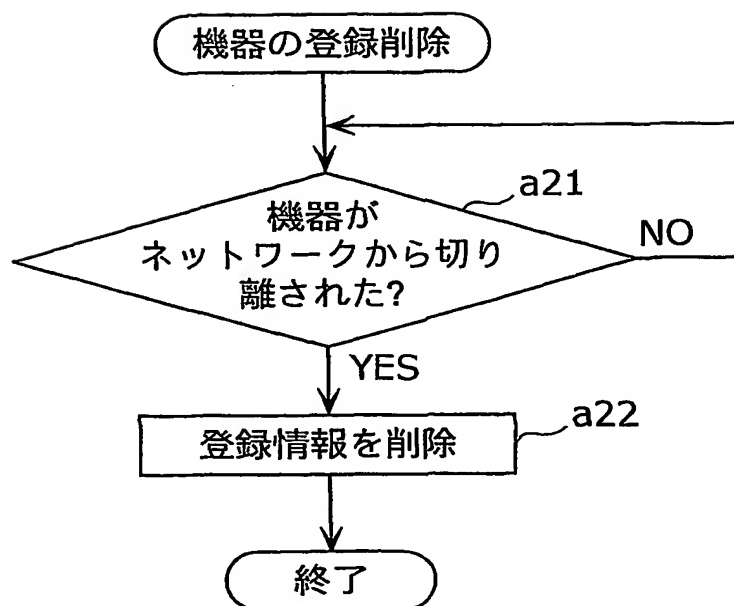 機器の登録削除
a21
機器が
ネットワークから切り
離された?
NO
YES
登録情報を削除
a22
終了